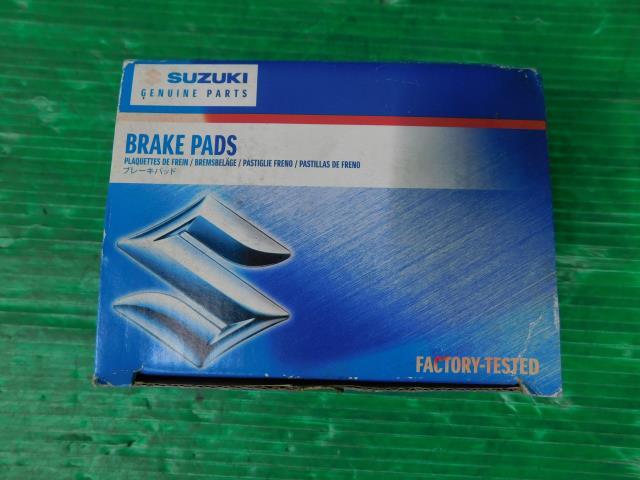 SUZUKI
GENUINE PARTS
BRAKE PADS
PLAQUETTES DE FREIN / BREMSBELÄGE / PASTIGLIE FRENO / PASTILLAS DE FRENO
ブレーキパッド
FACTORY-TESTED